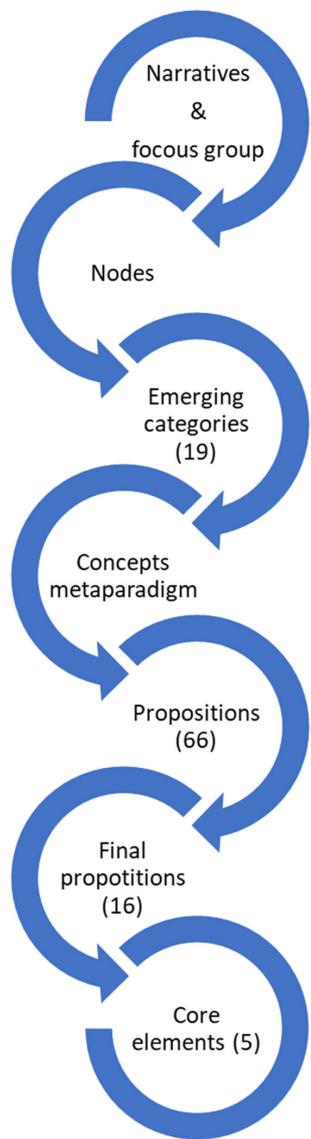 Narratives
&
focous group
Nodes
Emerging
categories
(19)
Concepts
metaparadigm
Propositions
(66)
Final
propotitions
(16)
Core
elements (5)